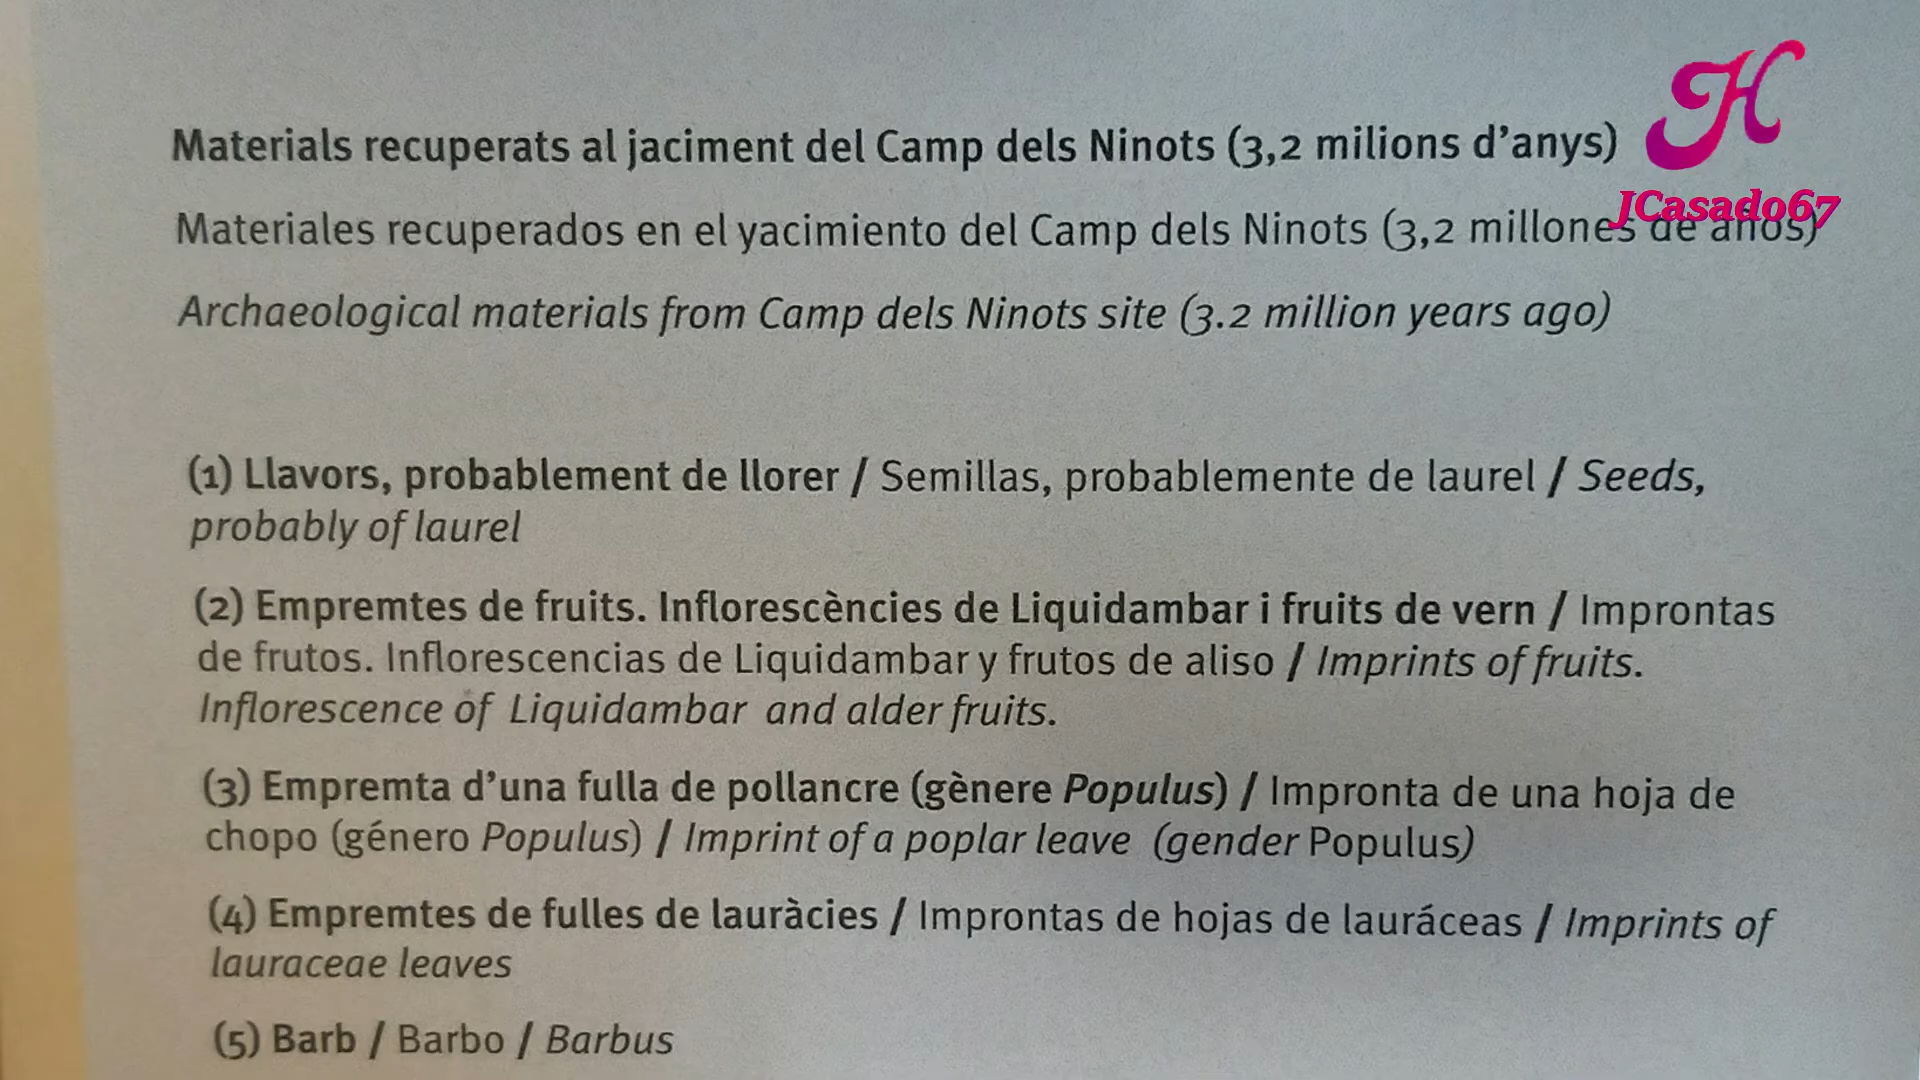 Materials recuperats al jaciment del Camp dels Ninots (3,2 milions d'anys)
JCasado67
Materiales recuperados en el yacimiento del Camp dels Ninots (3,2 millones de años)
Archaeological materials from Camp dels Ninots site (3.2 million years ago)
(1) Llavors, probablement de llorer / Semillas, probablemente de laurel / Seeds,
probably of laurel
(2) Empremtes de fruits. Inflorescències de Liquidambar i fruits de vern / Improntas
de frutos. Inflorescencias de Liquidambar y frutos de aliso / Imprints of fruits.
Inflorescence of Liquidambar and alder fruits.
(3) Empremta d'una fulla de pollancre (gènere Populus) / Impronta de una hoja de
chopo (género Populus) / Imprint of a poplar leave (gender Populus)
(4) Empremtes de fulles de lauràcies / Improntas de hojas de lauráceas / Imprints of
lauraceae leaves
(5) Barb / Barbo / Barbus